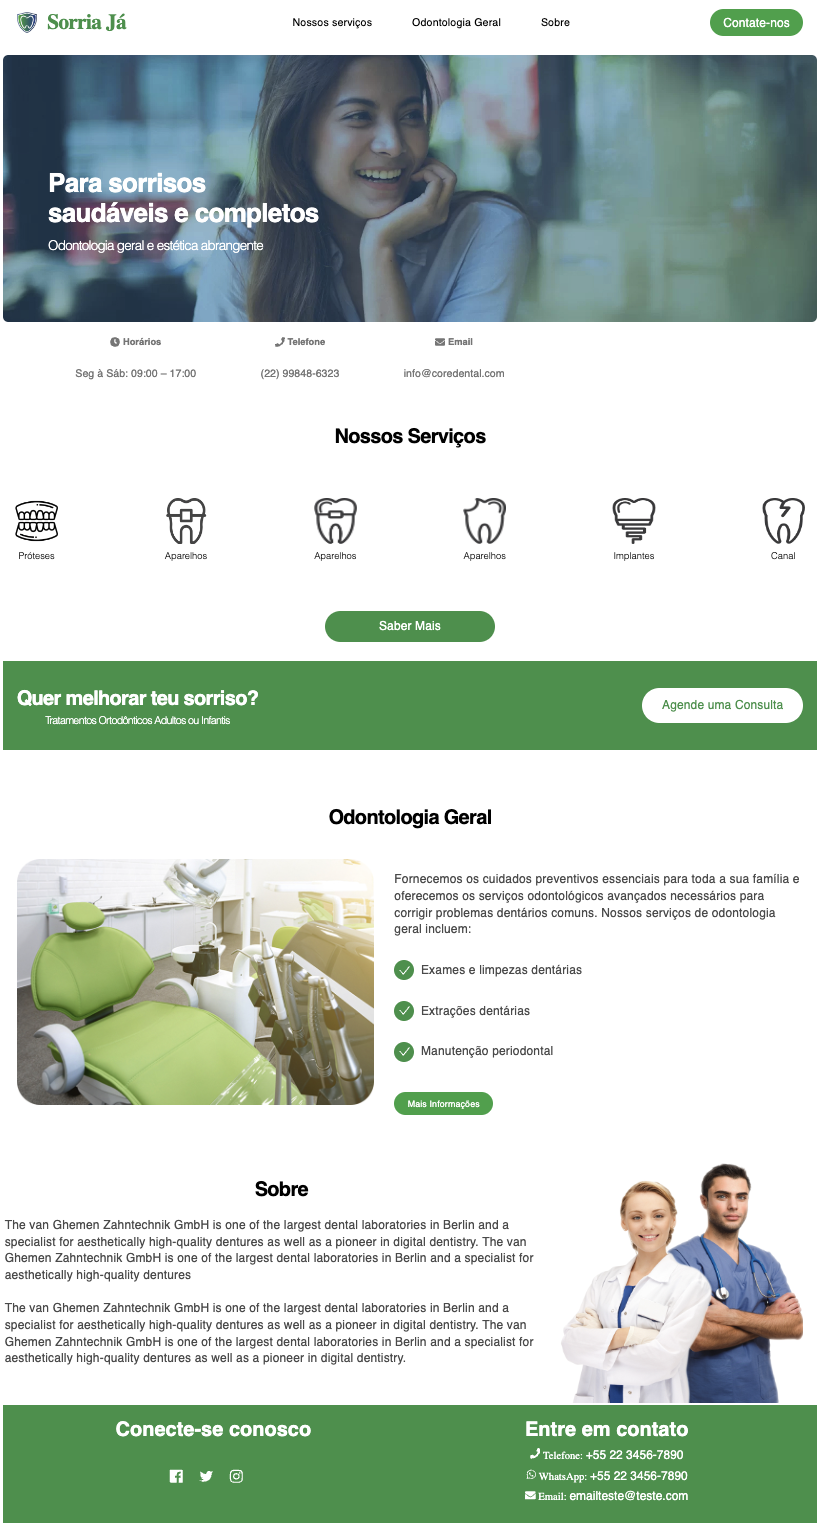 Sorria Já
Nossos serviços
Odontologia Geral
Sobre
Contate-nos
Para sorrisos
saudáveis e completos
Odontologia geral e estética abrangente
Horários
Telefone
Email
Seg à Sáb: 09:00 – 17:00
(22) 99848-6323
info@coredental.com
Nossos Serviços
Próteses
Aparelhos
Aparelhos
Aparelhos
Implantes
Canal
Saber Mais
Quer melhorar teu sorriso?
Tratamentos Ortodônticos Adultos ou Infantis
Agende uma Consulta
Odontologia Geral
Fornecemos os cuidados preventivos essenciais para toda a sua família e
oferecemos os serviços odontológicos avançados necessários para
corrigir problemas dentários comuns. Nossos serviços de odontologia
geral incluem:
Exames e limpezas dentárias
Extrações dentárias
Manutenção periodontal
Mais Informações
Sobre
The van Ghemen Zahntechnik GmbH is one of the largest dental laboratories in Berlin and a
specialist for aesthetically high-quality dentures as well as a pioneer in digital dentistry. The van
Ghemen Zahntechnik GmbH is one of the largest dental laboratories in Berlin and a specialist for
aesthetically high-quality dentures
The van Ghemen Zahntechnik GmbH is one of the largest dental laboratories in Berlin and a
specialist for aesthetically high-quality dentures as well as a pioneer in digital dentistry. The van
Ghemen Zahntechnik GmbH is one of the largest dental laboratories in Berlin and a specialist for
aesthetically high-quality dentures as well as a pioneer in digital dentistry.
Conecte-se conosco
Entre em contato
Telefone: +55 22 3456-7890
WhatsApp: +55 22 3456-7890
Email: emailteste@teste.com